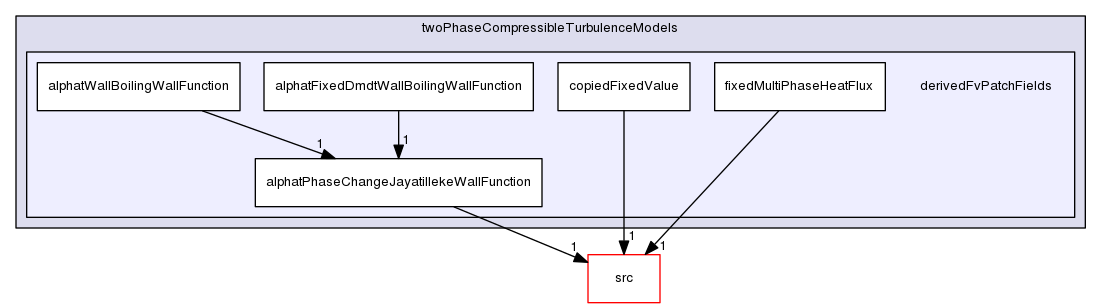 twoPhaseCompressibleTurbulenceModels
alphatWallBoilingWallFunction
alphatFixedDmdtWallBoilingWallFunction
copiedFixedValue
fixedMultiPhaseHeatFlux
derivedFvPatchFields
1
1
alphatPhaseChangeJayatillekeWallFunction
1
1
1
src